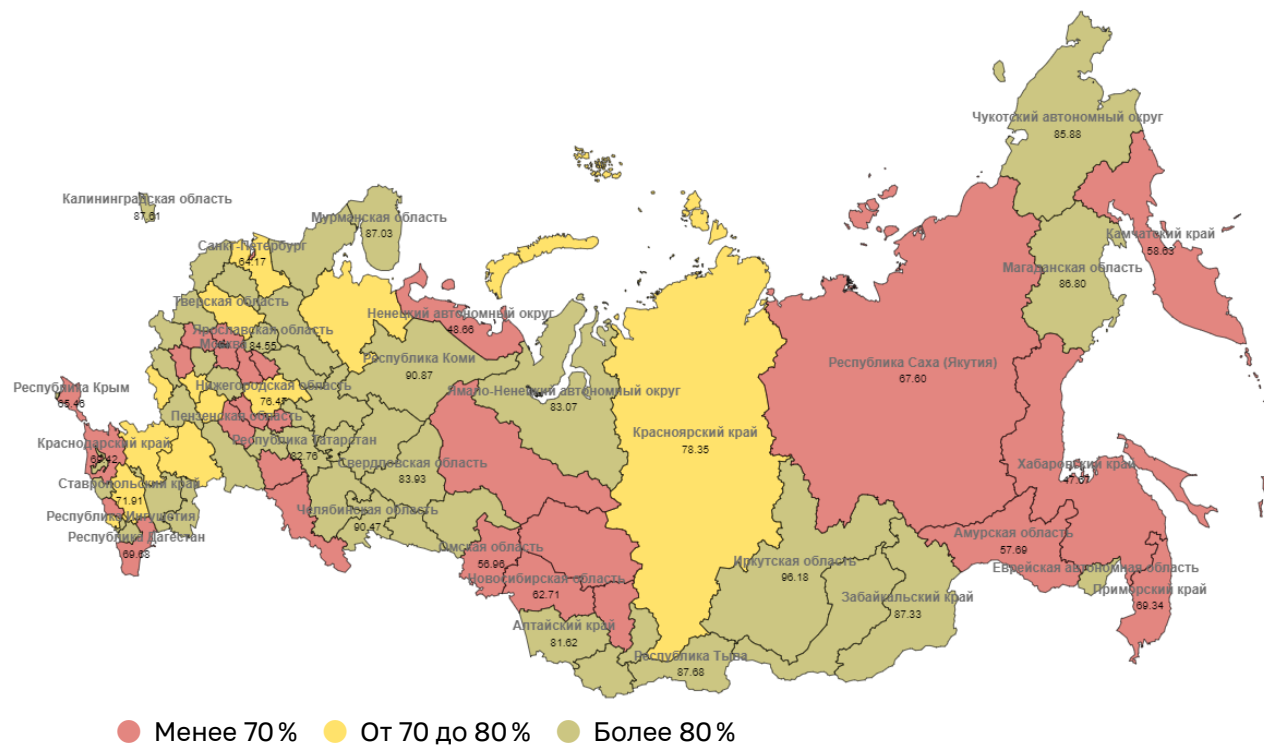 Чукотский автономный округ
85.88
Калининградская область
87.61
Мурманская область
87.03
Санкт-Петербург
64.17
Камчатский край
58.63
Магаданская область
86.80
Тверская область
Ненецкий автономный округ
48.66
Ярославская область
84.55
Москва
Республика Коми
90.87
Республика Саха (Якутия)
67.60
Республика Крым
65.46
Нижегородская область
76.45
Ямало-Ненецкий автономный округ
83.07
Пензенская область
Красноярский край
78.35
Краснодарский край
Республика Татарстан
82.76
Свердловская область
83.93
Хабаровский край
47.67
Ставропольский край
71.91
Челябинская область
90.47
Республика Ингушетия
Республика Дагестан
69.68
Омская область
56.96
Амурская область
57.69
Иркутская область
96.18
Еврейская автономная область
Новосибирская область
62.71
Приморский край
69.34
Забайкальский край
87.33
Алтайский край
81.62
Республика Тыва
87.68
Менее 70 %
От 70 до 80 %
Более 80 %